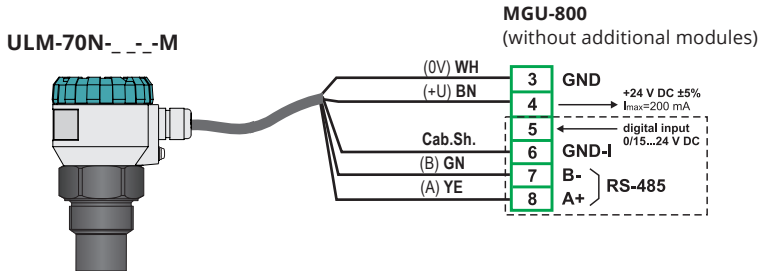 MGU-800
(without additional modules)
ULM-70N-_ _-_-M
(0V) WH
3 GND
(+U) BN
4
+24 V DC ±5%
Imax=200 mA
5
digital input
0/15...24 V DC
Cab.Sh.
6 GND-I
(B) GN
7 B-
RS-485
(A) YE
8 A+